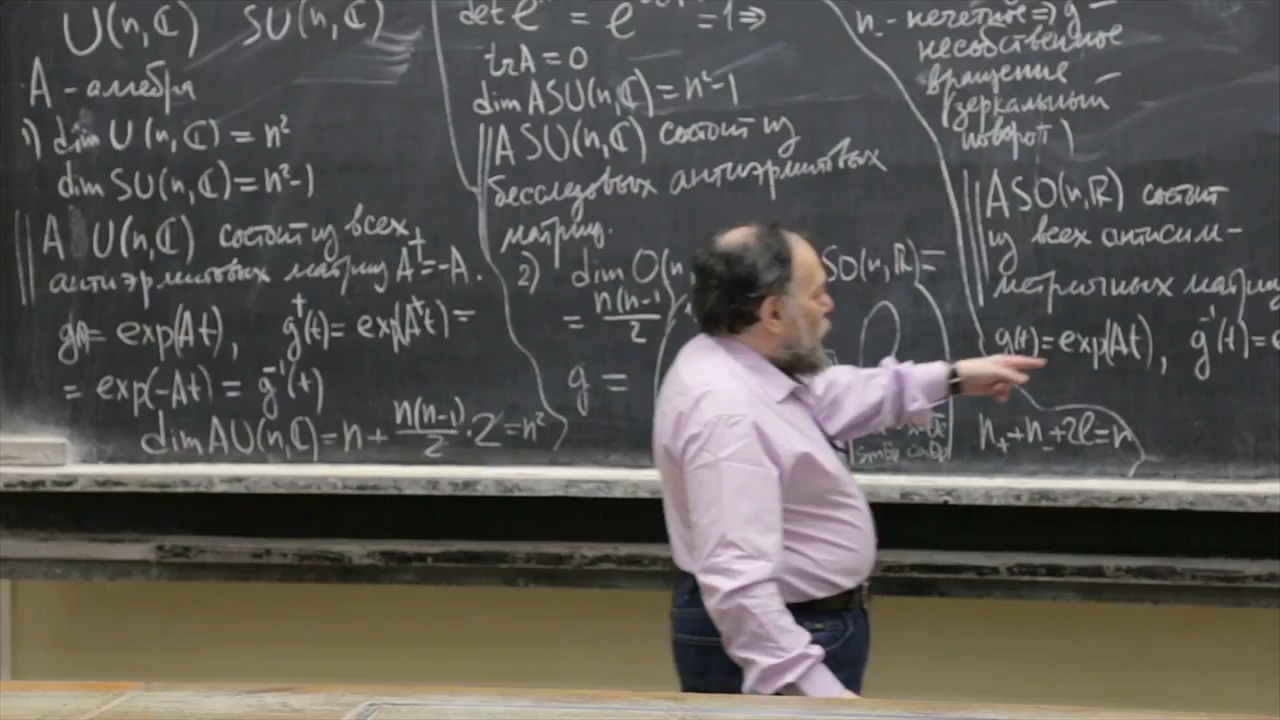 U(n,ℂ) SU(n,ℂ)
A - алгебра
1) dim U(n,ℂ) = n²
dim SU(n,ℂ) = n²-1
A U(n,ℂ) состоит из всех
антиэрмитовых матриц A⁺=-A.
= exp(At), g⁺(t) = exp(A⁺t) =
= exp(-At) = g⁻¹(t)
dim AU(n,ℂ) = n + n(n-1)/2 · 2 = n²
det e = e = 1 ⇒
tr A = 0
dim ASU(n,ℂ) = n²-1
ASU(n,ℂ) состоит из
бесследовых антиэрмитовых
матриц.
2) dim O(n SO(n,ℝ) =
= n(n-1/2
g =
n - нечетное ⇒ g -
несобственное
вращение -
(зеркальный
поворот)
ASO(n,ℝ) состоит
из всех антисим-
метричных матриц
g(t) = exp(At), g⁻¹(t) =
n₊+n₋+2l=n